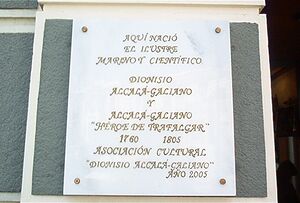 AQUÍ NACIÓ
EL ILUSTRE
MARINO Y CIENTÍFICO
DIONISIO
ALCALÁ-GALIANO
Y
ALCALÁ-GALIANO
"HÉROE DE TRAFALGAR"
1760 1805
ASOCIACIÓN CULTURAL
"DIONISIO ALCALÁ-GALIANO"
AÑO 2005